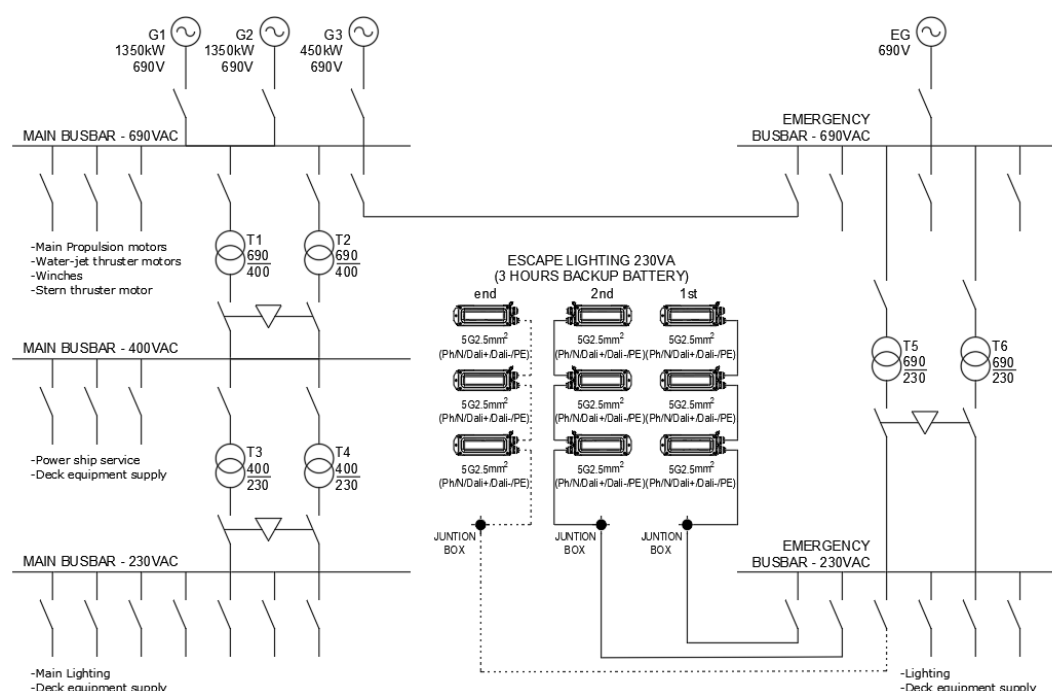 G1
1350kW
690V
G2
1350kW
690V
G3
450kW
690V
EG
690V
MAIN BUSBAR - 690VAC
EMERGENCY
BUSBAR - 690VAC
-Main Propulsion motors
-Water-jet thruster motors
-Winches
-Stern thruster motor
T1
690
400
T2
690
400
ESCAPE LIGHTING 230VA
(3 HOURS BACKUP BATTERY)
end
2nd
1st
5G2.5mm²
(Ph/N/Dali+/Dali-/PE)
5G2.5mm²
(Ph/N/Dali+/Dali-/PE)
5G2.5mm²
(Ph/N/Dali+/Dali-/PE)
5G2.5mm²
(Ph/N/Dali+/Dali-/PE)
5G2.5mm²
(Ph/N/Dali+/Dali-/PE)
5G2.5mm²
(Ph/N/Dali+/Dali-/PE)
5G2.5mm²
(Ph/N/Dali+/Dali-/PE)
5G2.5mm²
(Ph/N/Dali+/Dali-/PE)
5G2.5mm²
(Ph/N/Dali+/Dali-/PE)
T5
690
230
T6
690
230
MAIN BUSBAR - 400VAC
-Power ship service
-Deck equipment supply
T3
400
230
T4
400
230
JUNTION
BOX
JUNTION
BOX
JUNTION
BOX
MAIN BUSBAR - 230VAC
EMERGENCY
BUSBAR - 230VAC
-Main Lighting
-Deck equipment supply
-Lighting
-Deck equipment supply